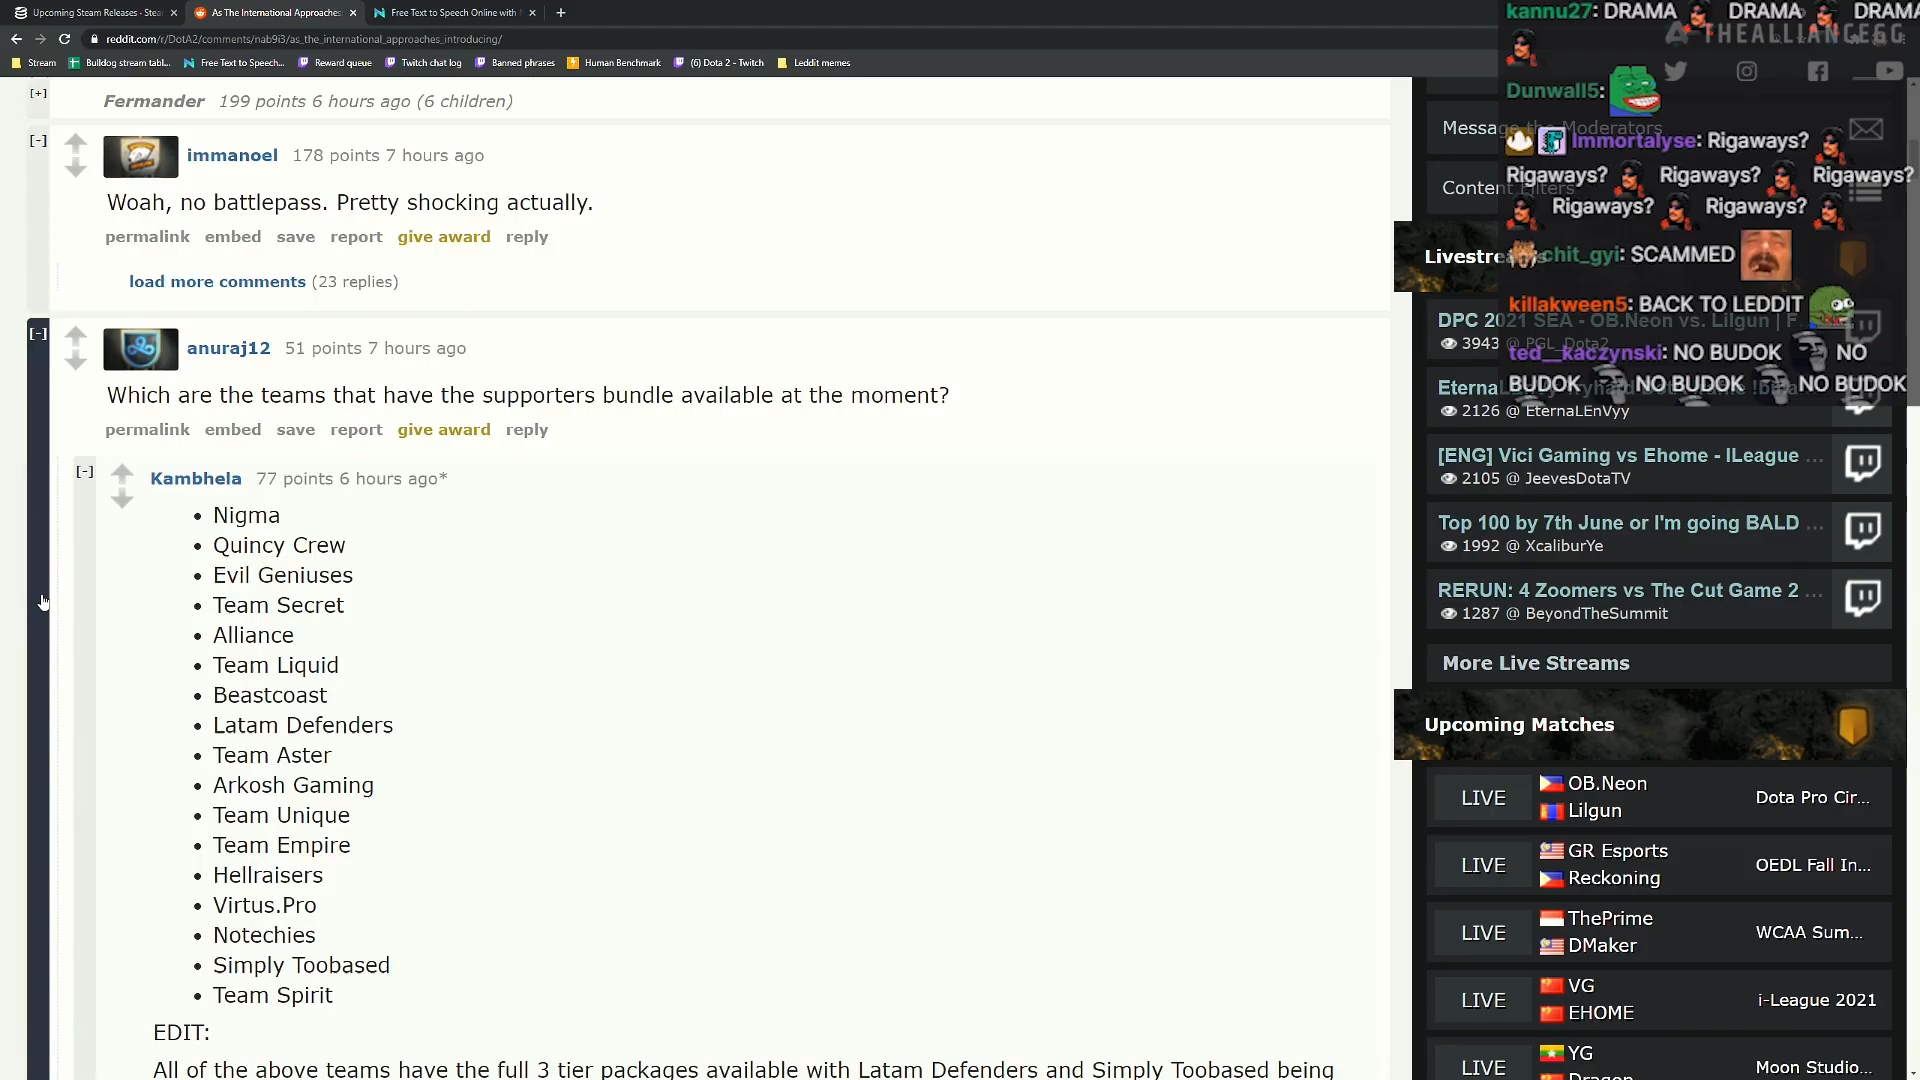 Upcoming Steam Releases - Stea
As The International Approaches
Free Text to Speech Online with
reddit.com/r/DotA2/comments/nab9i3/as_the_international_approaches_introducing/
Stream
Bulldog stream tabl...
Free Text to Speech...
Reward queue
Twitch chat log
Banned phrases
Human Benchmark
(6) Dota 2 - Twitch
Leddit memes
[+]
Fermander 199 points 6 hours ago (6 children)
[-]
immanoel 178 points 7 hours ago
Woah, no battlepass. Pretty shocking actually.
permalink embed save report give award reply
load more comments (23 replies)
[-]
anuraj12 51 points 7 hours ago
Which are the teams that have the supporters bundle available at the moment?
permalink embed save report give award reply
[-]
Kambhela 77 points 6 hours ago*
• Nigma
• Quincy Crew
• Evil Geniuses
• Team Secret
• Alliance
• Team Liquid
• Beastcoast
• Latam Defenders
• Team Aster
• Arkosh Gaming
• Team Unique
• Team Empire
• Hellraisers
• Virtus.Pro
• Notechies
• Simply Toobased
• Team Spirit
EDIT:
All of the above teams have the full 3 tier packages available with Latam Defenders and Simply Toobased being
kannu27: DRAMA DRAMA DRAMA
THEALLIANCEGG
Dunwall5:
Message the Moderators
Immortalyse: Rigaways?
Rigaways? Rigaways? Rigaways?
Rigaways? Rigaways?
Content Filters
chit_gyi: SCAMMED
killakween5: BACK TO LEDDIT
ted__kaczynski: NO BUDOK NO
BUDOK NO BUDOK NO BUDOK
DPC 2021 SEA - OB.Neon vs. Lilgun | F
3943 @ PGL_Dota2
2126 @ EternaLEnVyy
[ENG] Vici Gaming vs Ehome - ILeague ...
2105 @ JeevesDotaTV
Top 100 by 7th June or I'm going BALD ...
1992 @ XcaliburYe
RERUN: 4 Zoomers vs The Cut Game 2 ...
1287 @ BeyondTheSummit
More Live Streams
Upcoming Matches
LIVE OB.Neon Lilgun Dota Pro Cir...
LIVE GR Esports Reckoning OEDL Fall In...
LIVE ThePrime DMaker WCAA Sum...
LIVE VG EHOME i-League 2021
LIVE YG Moon Studio...